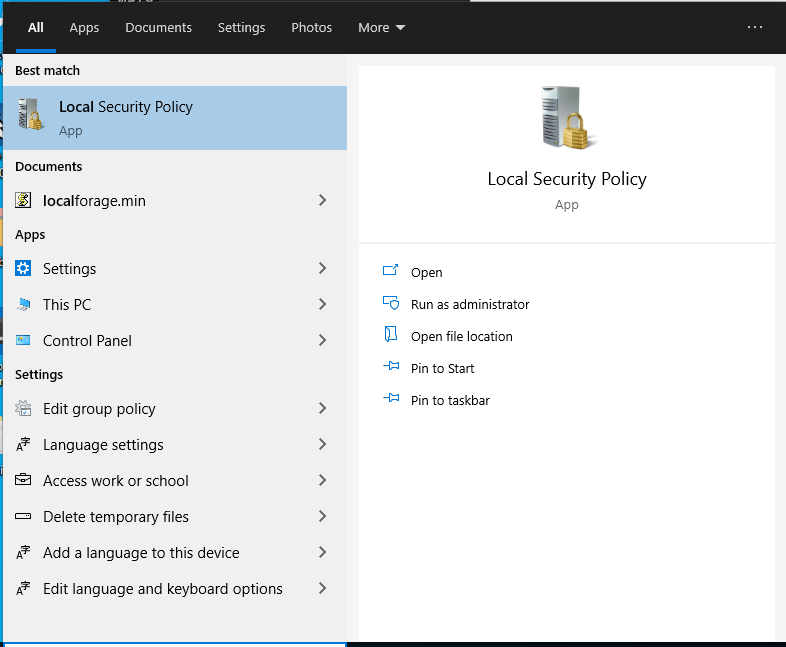 All Apps Documents Settings Photos More ...
Best match
Local Security Policy
App
Documents
localforage.min
Apps
Settings
This PC
Control Panel
Settings
Edit group policy
Language settings
Access work or school
Delete temporary files
Add a language to this device
Edit language and keyboard options
Local Security Policy
App
Open
Run as administrator
Open file location
Pin to Start
Pin to taskbar